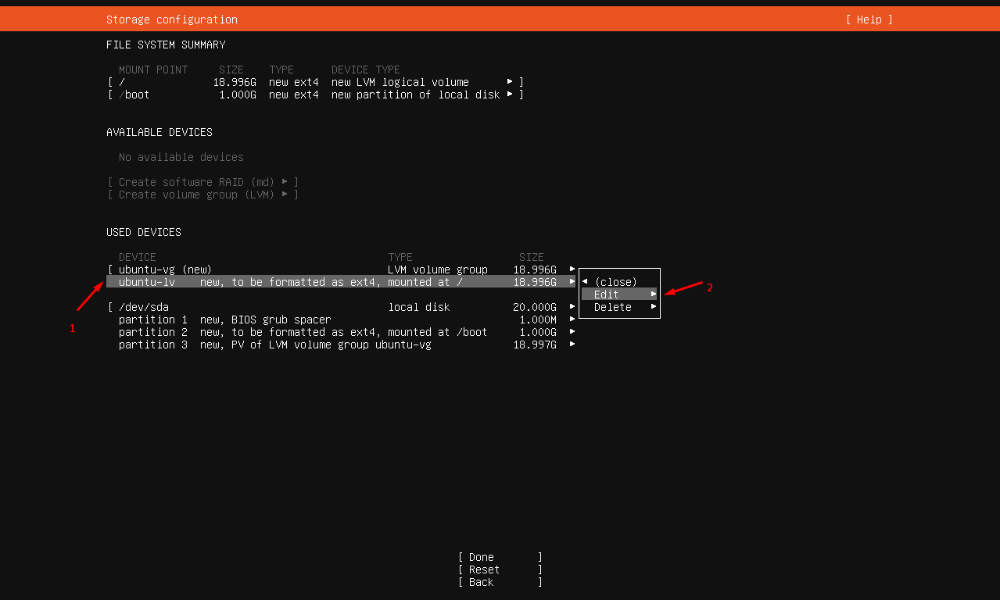 Storage configuration [ Help ]
FILE SYSTEM SUMMARY
MOUNT POINT SIZE TYPE DEVICE TYPE
[ / 18.996G new ext4 new LVM logical volume ▸ ]
[ /boot 1.000G new ext4 new partition of local disk ▸ ]
AVAILABLE DEVICES
No available devices
[ Create software RAID (md) ▸ ]
[ Create volume group (LVM) ▸ ]
USED DEVICES
DEVICE TYPE SIZE
[ ubuntu-vg (new) LVM volume group 18.996G ▸
ubuntu-lv new, to be formatted as ext4, mounted at / 18.996G ▸
◂ (close)
Edit ▸
Delete ▸
[ /dev/sda local disk 20.000G ▸
partition 1 new, BIOS grub spacer 1.000M ▸
partition 2 new, to be formatted as ext4, mounted at /boot 1.000G ▸
partition 3 new, PV of LVM volume group ubuntu-vg 18.997G ▸
1
2
[ Done ]
[ Reset ]
[ Back ]